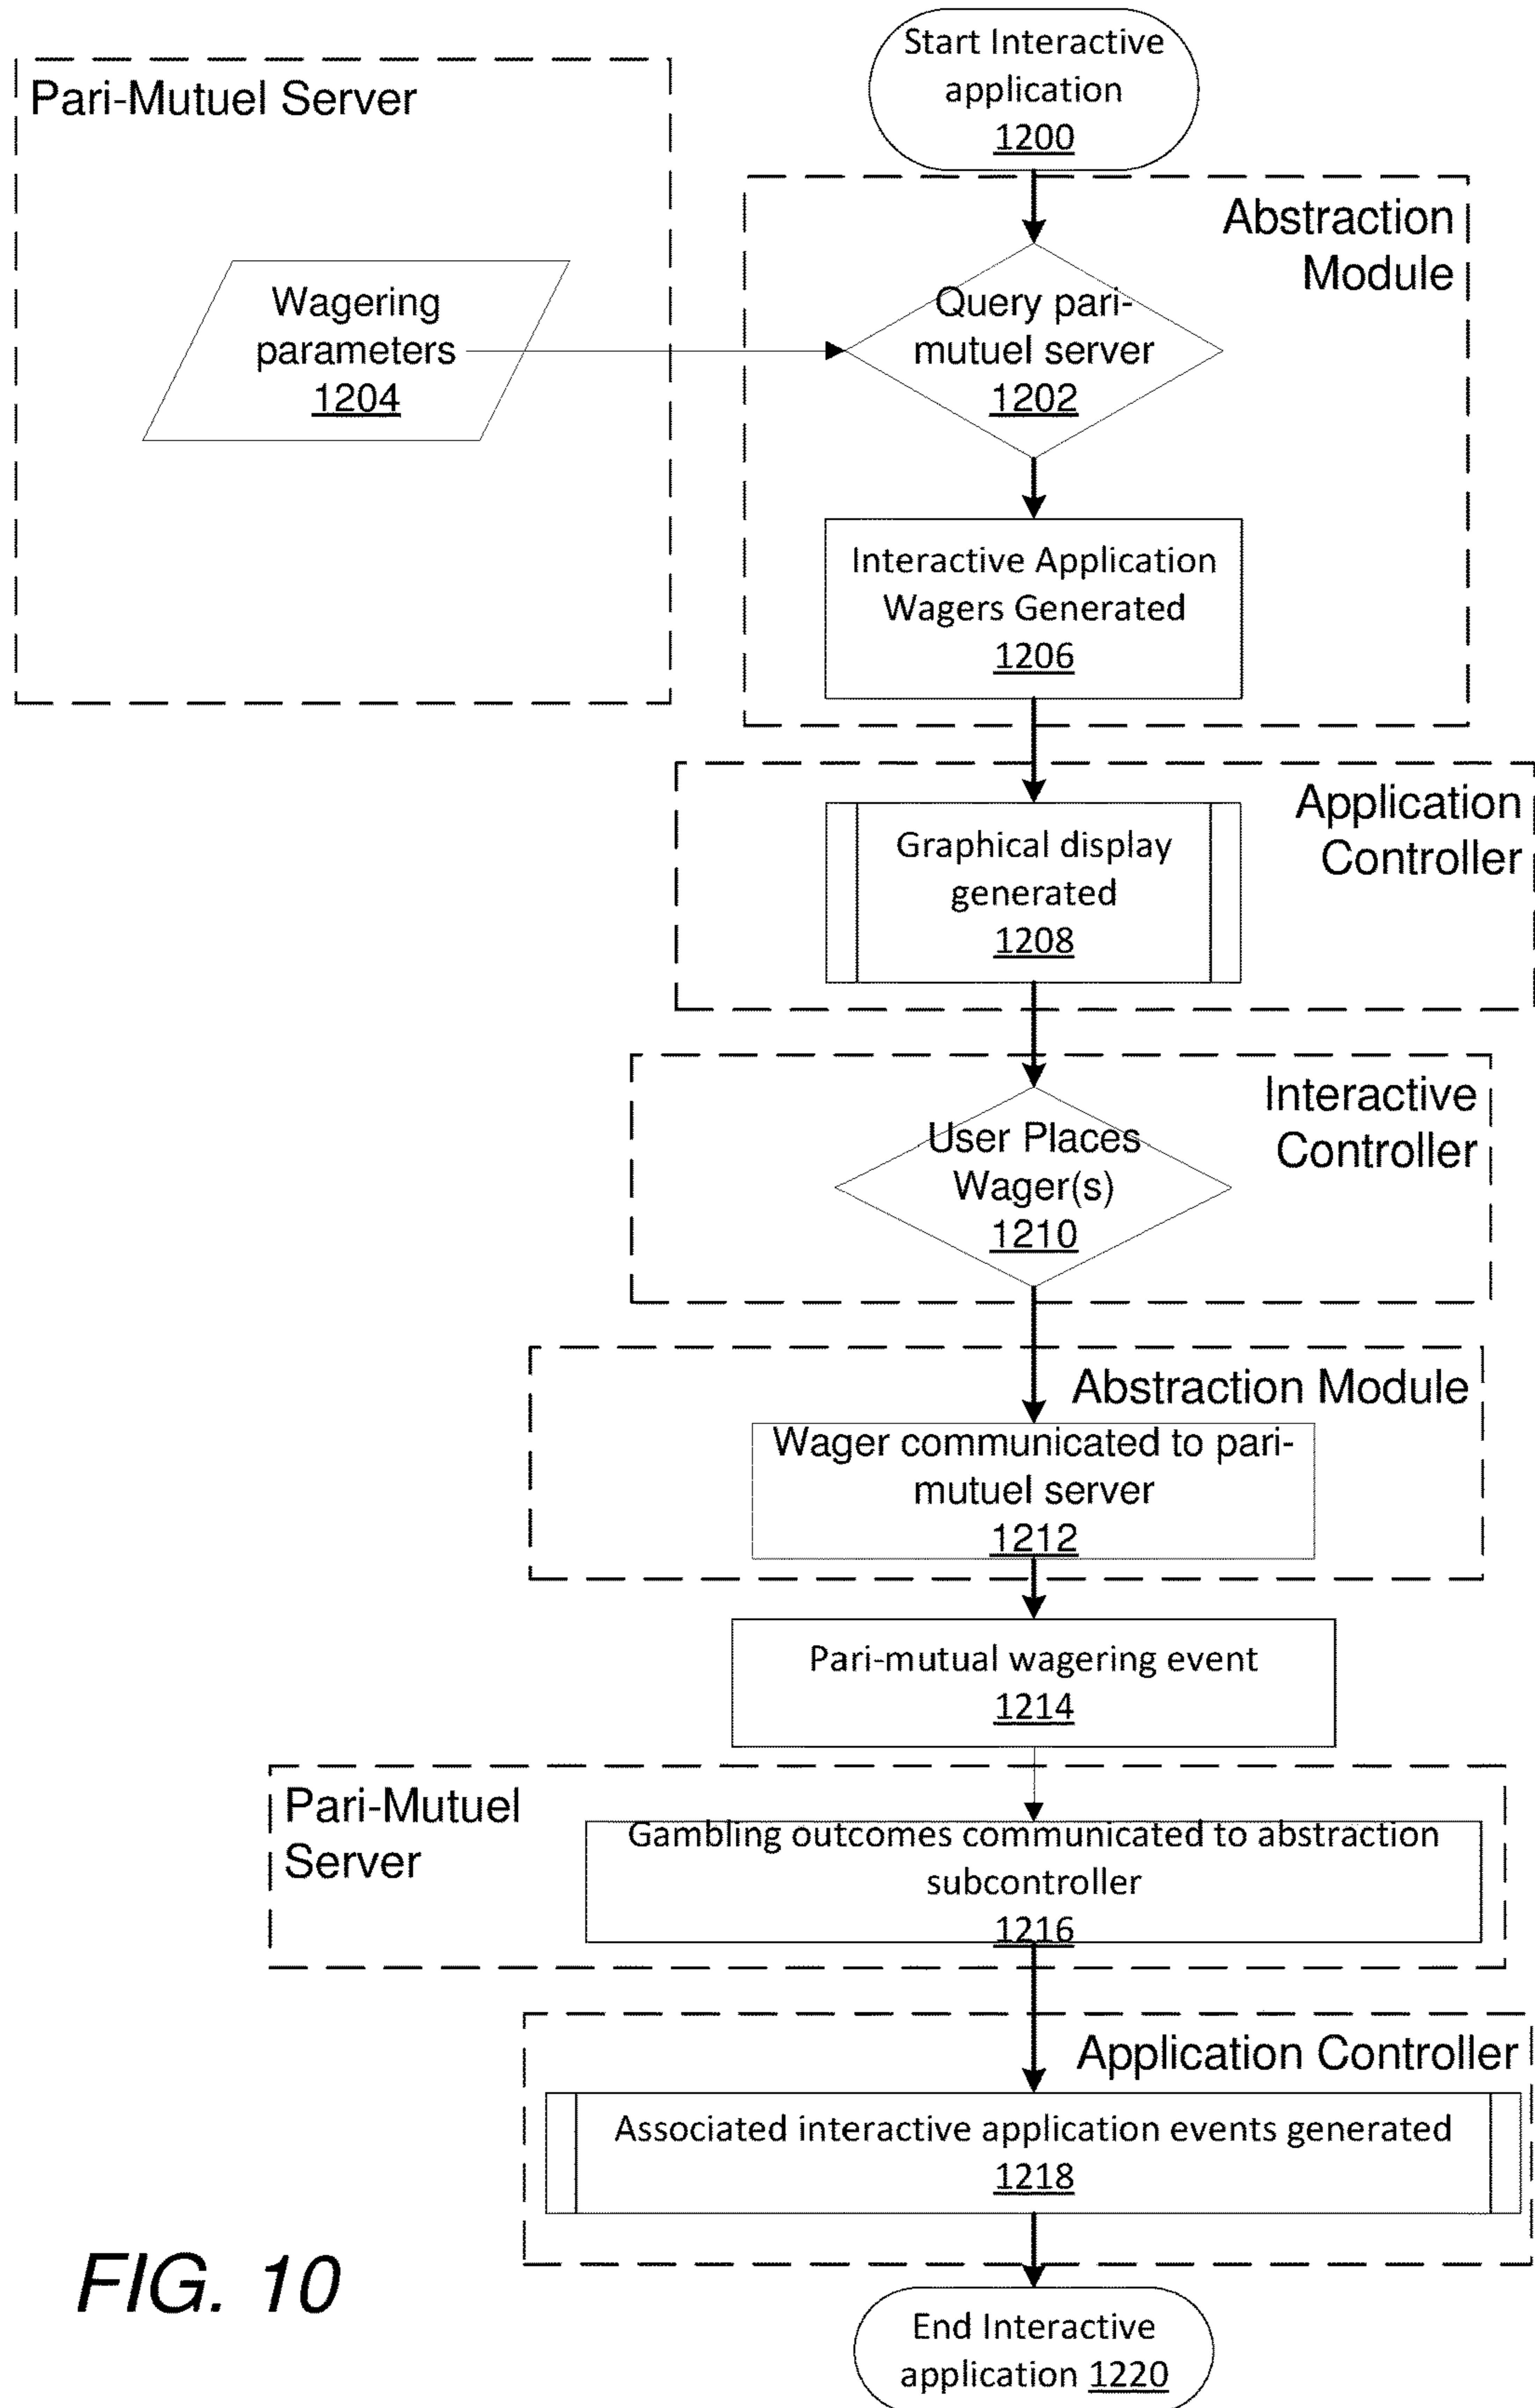 Start Interactive
application
1200
Pari-Mutuel Server
Abstraction
Module
Wagering
parameters
1204
Query pari-
mutuel server
1202
Interactive Application
Wagers Generated
1206
Application
Controller
Graphical display
generated
1208
Interactive
Controller
User Places
Wager(s)
1210
Abstraction Module
Wager communicated to pari-
mutuel server
1212
Pari-mutual wagering event
1214
Pari-Mutuel
Server
Gambling outcomes communicated to abstraction
subcontroller
1216
Application Controller
Associated interactive application events generated
1218
FIG. 10
End Interactive
application 1220